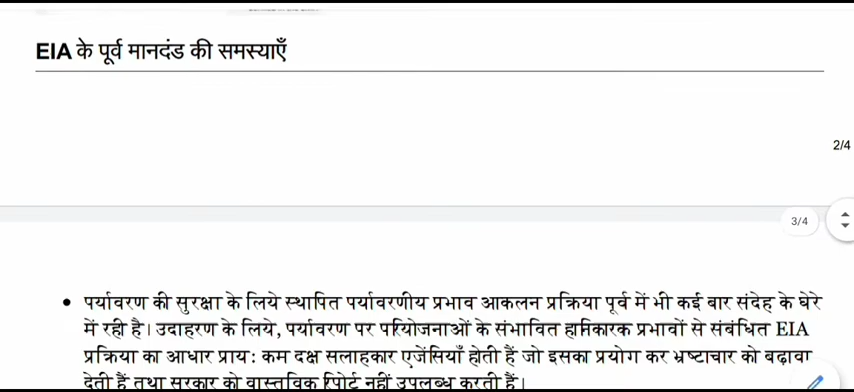 EIA के पूर्व मानदंड की समस्याएँ
2/4
3/4
• पर्यावरण की सुरक्षा के लिये स्थापित पर्यावरणीय प्रभाव आकलन प्रक्रिया पूर्व में भी कई बार संदेह के घेरे
में रही है। उदाहरण के लिये, पर्यावरण पर परियोजनाओं के संभावित हानिकारक प्रभावों से संबंधित EIA
प्रक्रिया का आधार प्राय: कम दक्ष सलाहकार एजेंसियाँ होती हैं जो इसका प्रयोग कर भ्रष्टाचार को बढ़ावा
देती हैं तथा सरकार को वास्तविक रिपोर्ट नहीं उपलब्ध करती हैं।